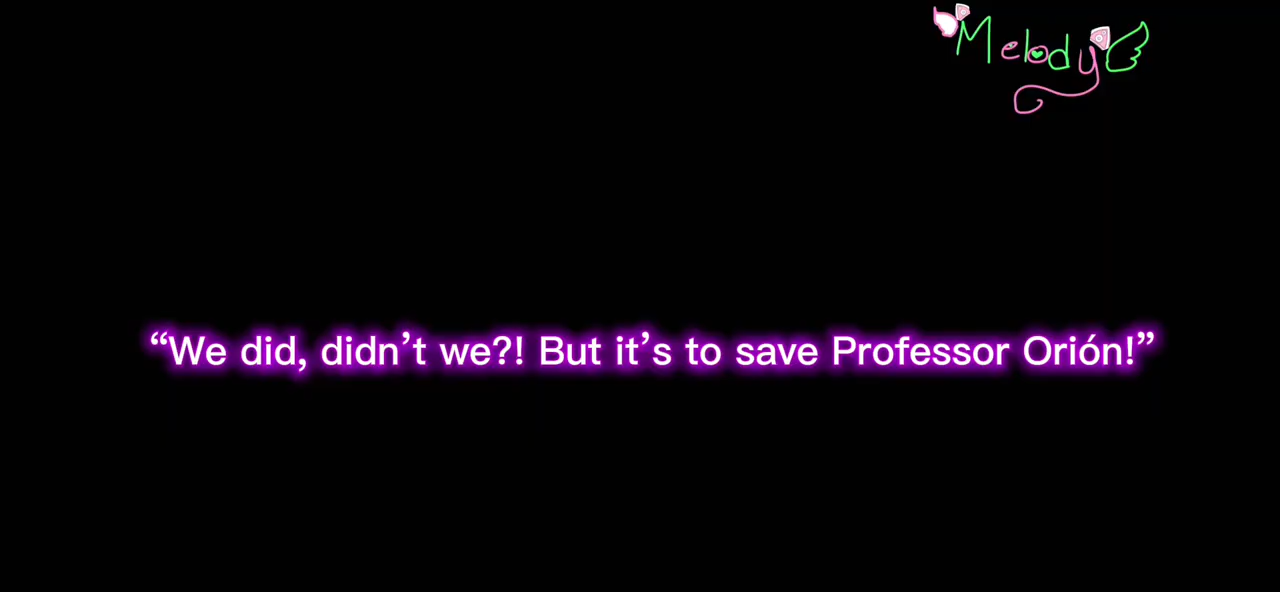 Melody
“We did, didn’t we?! But it’s to save Professor Orión!”